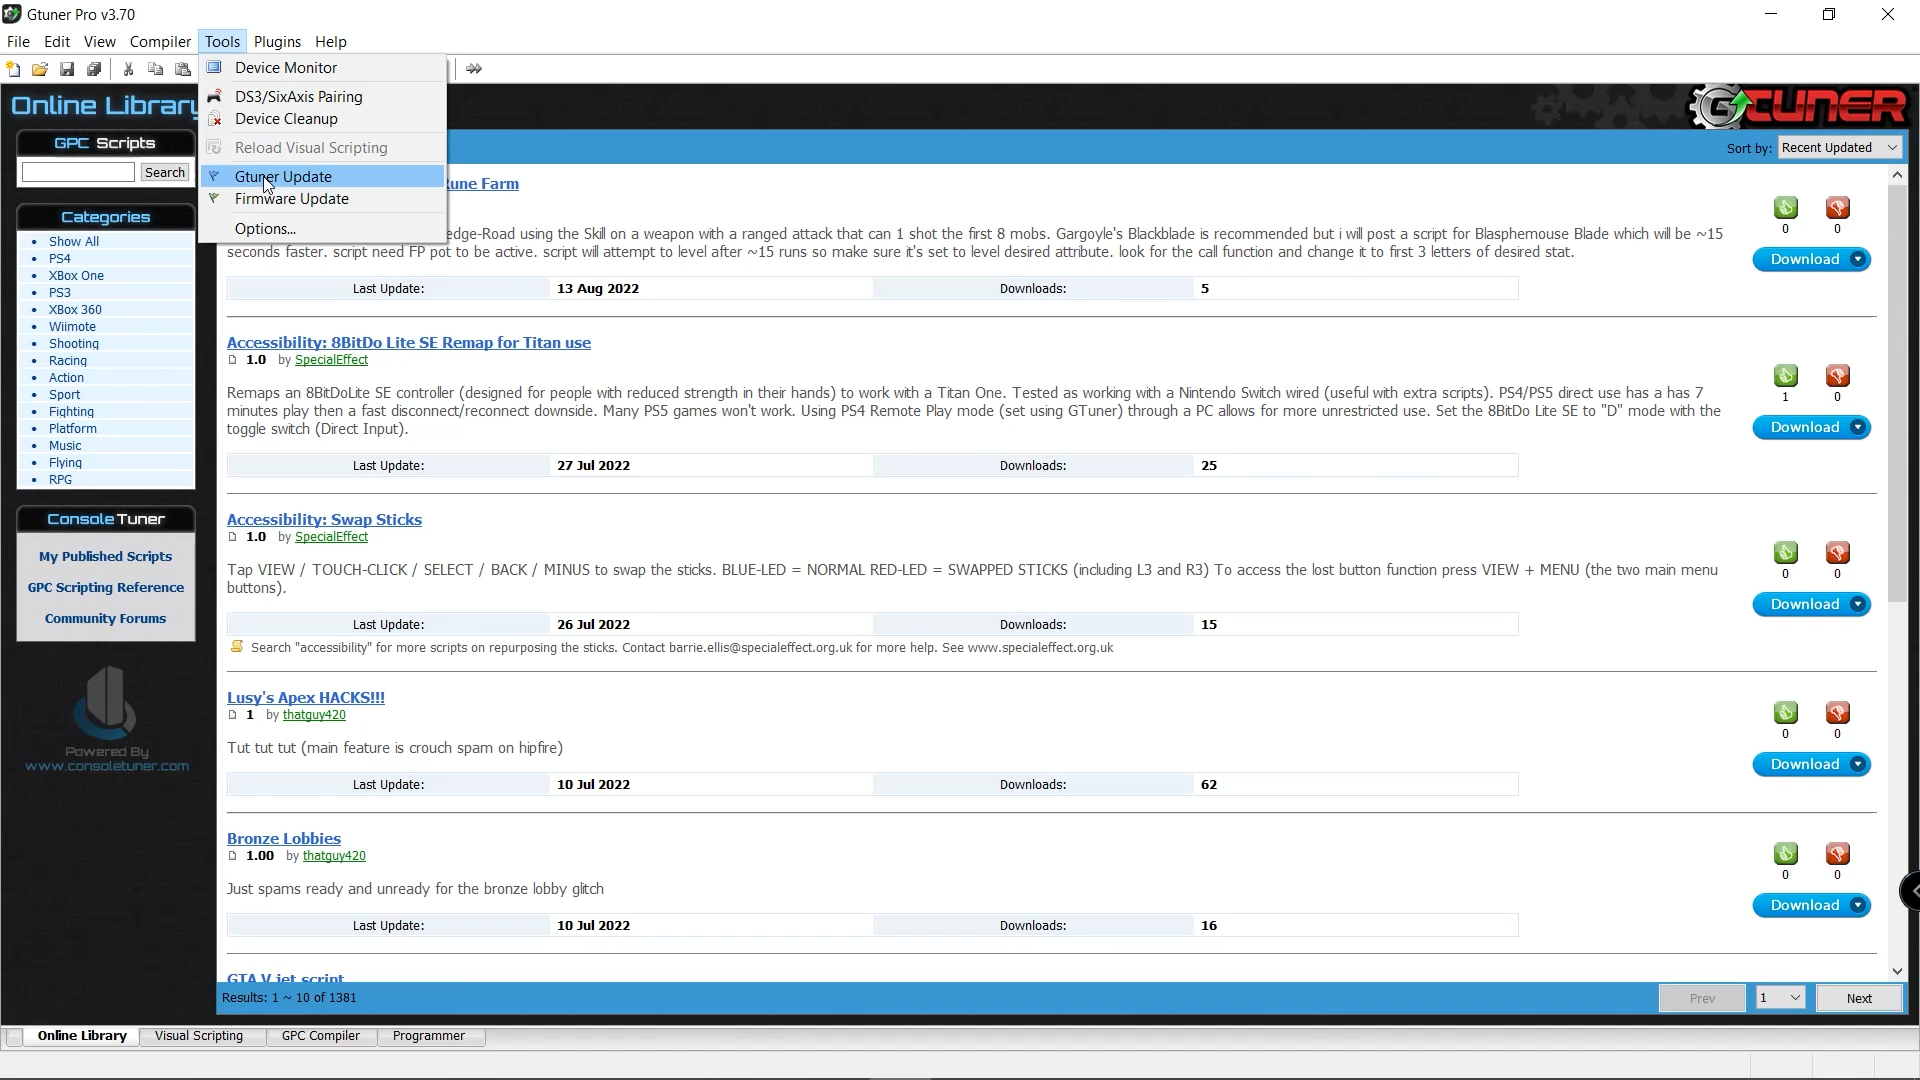 Gtuner Pro v3.70
File Edit View Compiler Tools Plugins Help
Device Monitor
DS3/SixAxis Pairing
Device Cleanup
Reload Visual Scripting
Gtuner Update
Firmware Update
Options...
Online Library
GTUNER
GPC Scripts
Search
Sort by: Recent Updated
Categories
Show All
PS4
XBox One
PS3
XBox 360
Wiimote
Shooting
Racing
Action
Sport
Fighting
Platform
Music
Flying
RPG
ConsoleTuner
My Published Scripts
GPC Scripting Reference
Community Forums
Powered By
www.consoletuner.com
Rune Farm
edge-Road using the Skill on a weapon with a ranged attack that can 1 shot the first 8 mobs. Gargoyle's Blackblade is recommended but i will post a script for Blasphemouse Blade which will be ~15
seconds faster. script need FP pot to be active. script will attempt to level after ~15 runs so make sure it's set to level desired attribute. look for the call function and change it to first 3 letters of desired stat.
0 0
Download
Last Update: 13 Aug 2022 Downloads: 5
Accessibility: 8BitDo Lite SE Remap for Titan use
1.0 by SpecialEffect
Remaps an 8BitDoLite SE controller (designed for people with reduced strength in their hands) to work with a Titan One. Tested as working with a Nintendo Switch wired (useful with extra scripts). PS4/PS5 direct use has a has 7
minutes play then a fast disconnect/reconnect downside. Many PS5 games won't work. Using PS4 Remote Play mode (set using GTuner) through a PC allows for more unrestricted use. Set the 8BitDo Lite SE to "D" mode with the
toggle switch (Direct Input).
1 0
Download
Last Update: 27 Jul 2022 Downloads: 25
Accessibility: Swap Sticks
1.0 by SpecialEffect
Tap VIEW / TOUCH-CLICK / SELECT / BACK / MINUS to swap the sticks. BLUE-LED = NORMAL RED-LED = SWAPPED STICKS (including L3 and R3) To access the lost button function press VIEW + MENU (the two main menu
buttons).
0 0
Download
Last Update: 26 Jul 2022 Downloads: 15
Search "accessibility" for more scripts on repurposing the sticks. Contact barrie.ellis@specialeffect.org.uk for more help. See www.specialeffect.org.uk
Lusy's Apex HACKS!!!
1 by thatguy420
Tut tut tut (main feature is crouch spam on hipfire)
0 0
Download
Last Update: 10 Jul 2022 Downloads: 62
Bronze Lobbies
1.00 by thatguy420
Just spams ready and unready for the bronze lobby glitch
0 0
Download
Last Update: 10 Jul 2022 Downloads: 16
GTA V jet script
Results: 1 ~ 10 of 1381
Prev 1 Next
Online Library Visual Scripting GPC Compiler Programmer